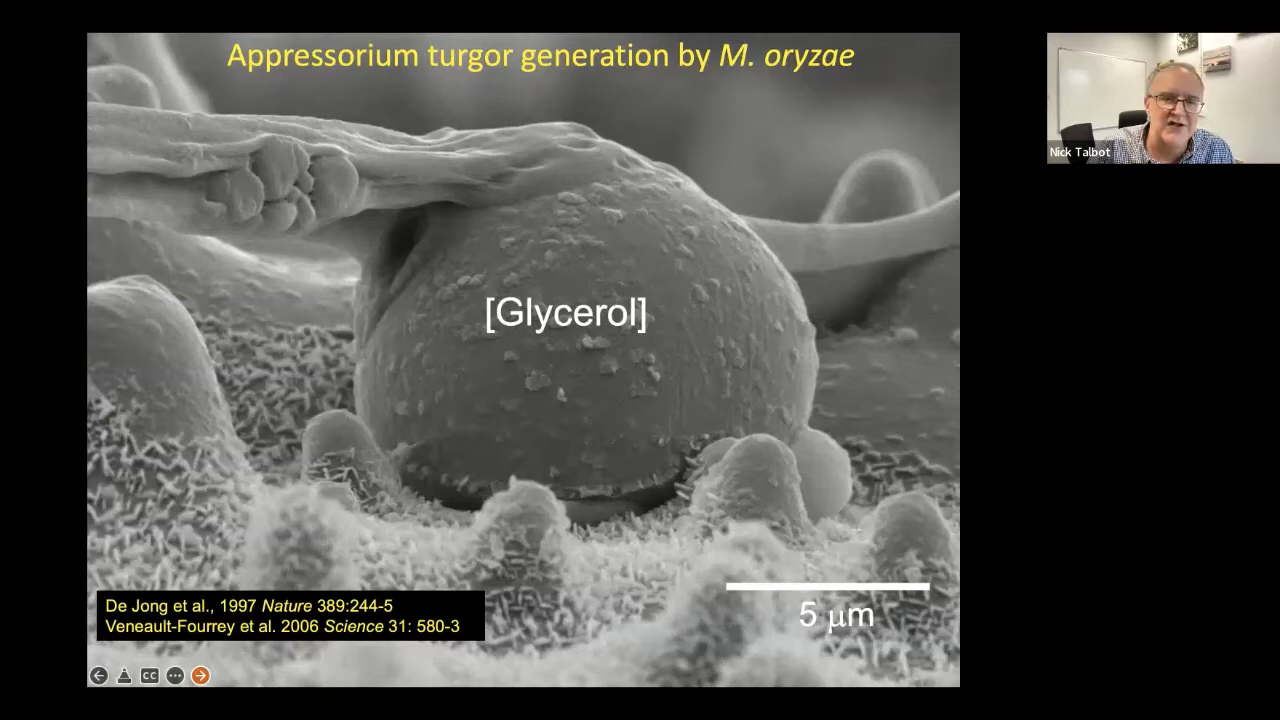 Appressorium turgor generation by M. oryzae
Nick Talbot
[Glycerol]
5 μm
De Jong et al., 1997 Nature 389:244-5
Veneault-Fourrey et al. 2006 Science 31: 580-3
CC